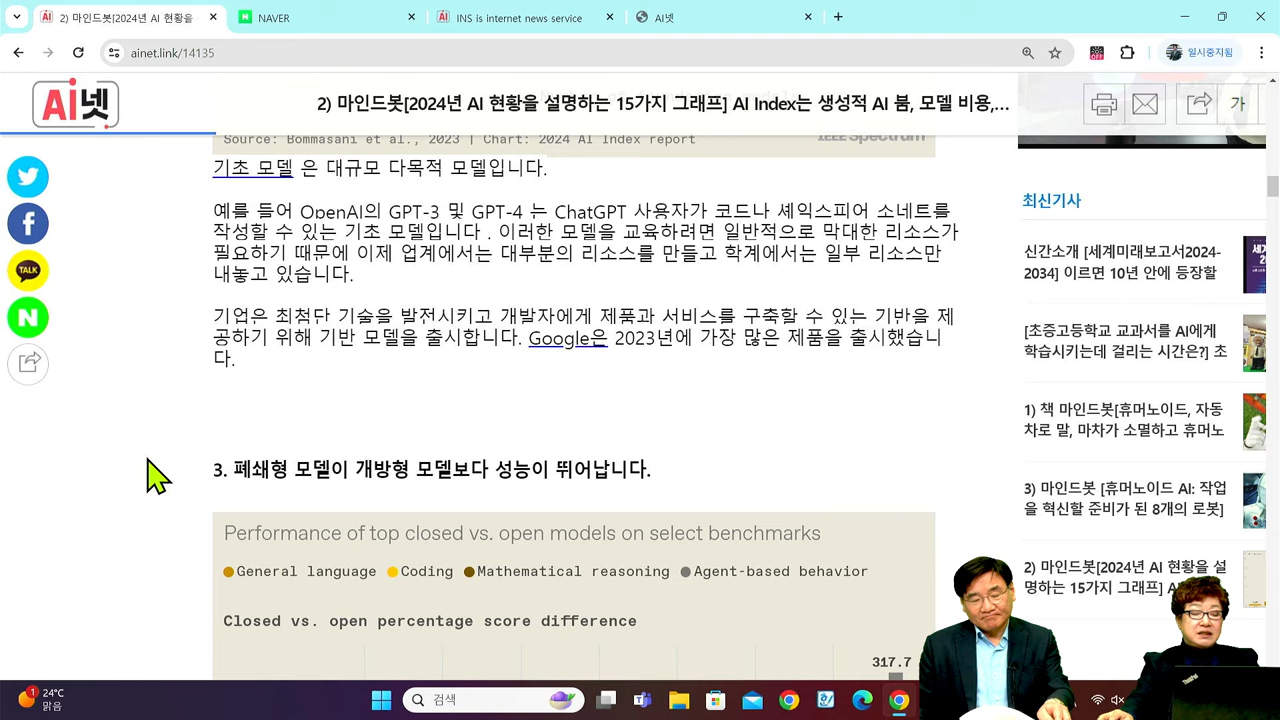 2) 마인드봇[2024년 AI 현황을
NAVER
INS is internet news service
AI넷
ainet.link/14135
OFF
일시중지됨
Ai넷
2) 마인드봇[2024년 AI 현황을 설명하는 15가지 그래프] AI Index는 생성적 AI 붐, 모델 비용,...
가
Source: Bommasani et al., 2023 | Chart: 2024 AI Index report
IEEE Spectrum
기초 모델 은 대규모 다목적 모델입니다.
예를 들어 OpenAI의 GPT-3 및 GPT-4 는 ChatGPT 사용자가 코드나 셰익스피어 소네트를
작성할 수 있는 기초 모델입니다 . 이러한 모델을 교육하려면 일반적으로 막대한 리소스가
필요하기 때문에 이제 업계에서는 대부분의 리소스를 만들고 학계에서는 일부 리소스만
내놓고 있습니다.
기업은 최첨단 기술을 발전시키고 개발자에게 제품과 서비스를 구축할 수 있는 기반을 제
공하기 위해 기반 모델을 출시합니다. Google은 2023년에 가장 많은 제품을 출시했습니
다.
3. 폐쇄형 모델이 개방형 모델보다 성능이 뛰어납니다.
Performance of top closed vs. open models on select benchmarks
General language
Coding
Mathematical reasoning
Agent-based behavior
Closed vs. open percentage score difference
317.7
TALK
N
최신기사
신간소개 [세계미래보고서2024-
2034] 이르면 10년 안에 등장할
[초중고등학교 교과서를 AI에게
학습시키는데 걸리는 시간은?] 초
1) 책 마인드봇[휴머노이드, 자동
차로 말, 마차가 소멸하고 휴머노
3) 마인드봇 [휴머노이드 AI: 작업
을 혁신할 준비가 된 8개의 로봇]
2) 마인드봇[2024년 AI 현황을 설
명하는 15가지 그래프] A
1
24°C
맑음
검색
ThinkPad